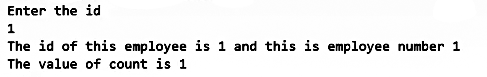 Enter the id
1
The id of this employee is 1 and this is employee number 1
The value of count is 1